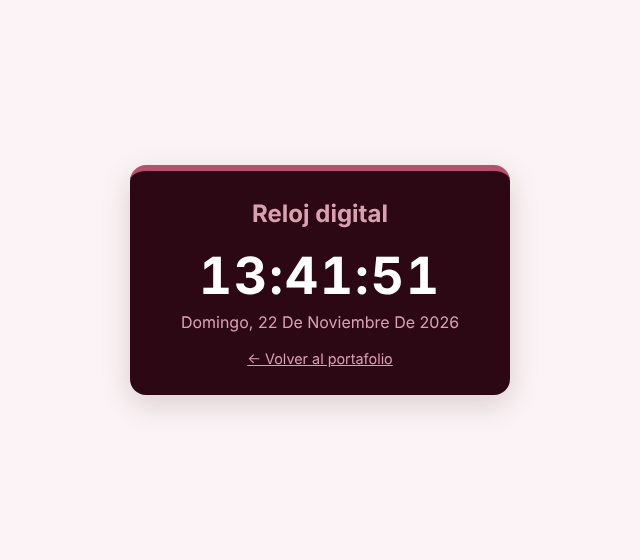 Reloj digital
13:41:51
Domingo, 22 De Noviembre De 2026
← Volver al portafolio